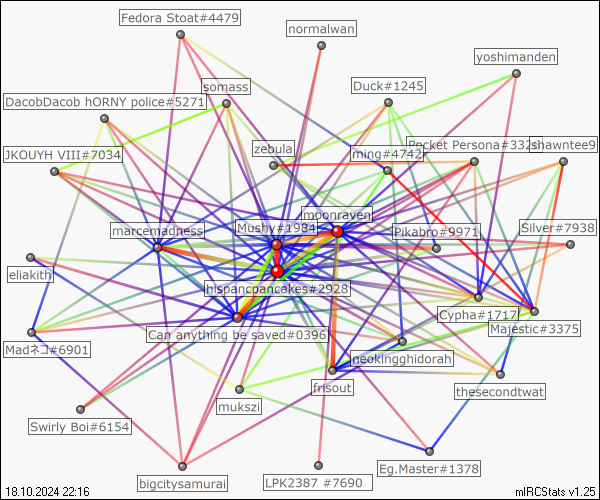 Fedora Stoat#4479
normalwan
yoshimanden
somass
Duck#1245
DacobDacob hORNY police#5271
zebula
ming#4742
Pocket Persona#3329
shawntee9
JKOUYH VIII#7034
moonraven
marcemadness
Mushy#1984
Pikabro#9971
Silver#7938
eliakith
hispancpancakes#2928
Cypha#1717
Majestic#3375
Can anything be saved#0396
Madネコ#6901
neokingghidorah
frisout
thesecondtwat
mukszi
Swirly Boi#6154
Eg.Master#1378
bigcitysamurai
LPK2387 #7690
18.10.2024 22:16
mIRCStats v1.25